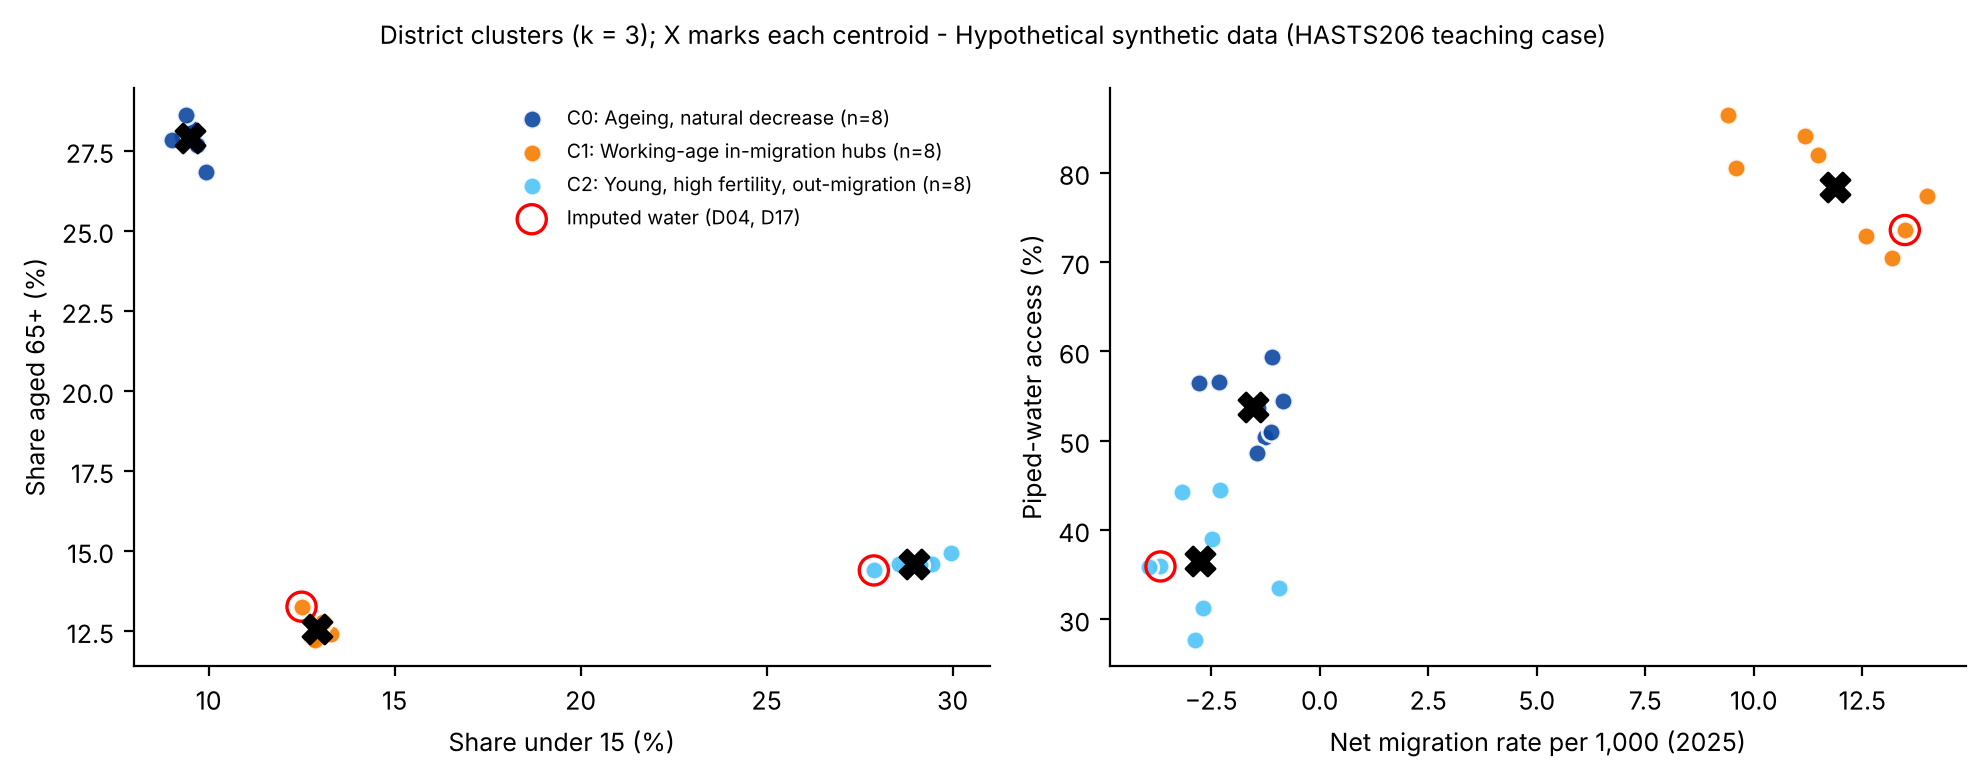 District clusters (k = 3); X marks each centroid - Hypothetical synthetic data (HASTS206 teaching case)
C0: Ageing, natural decrease (n=8)
C1: Working-age in-migration hubs (n=8)
C2: Young, high fertility, out-migration (n=8)
Imputed water (D04, D17)
Share aged 65+ (%)
27.5
25.0
22.5
20.0
17.5
15.0
12.5
10
15
20
25
30
Share under 15 (%)
Piped-water access (%)
80
70
60
50
40
30
−2.5
0.0
2.5
5.0
7.5
10.0
12.5
Net migration rate per 1,000 (2025)